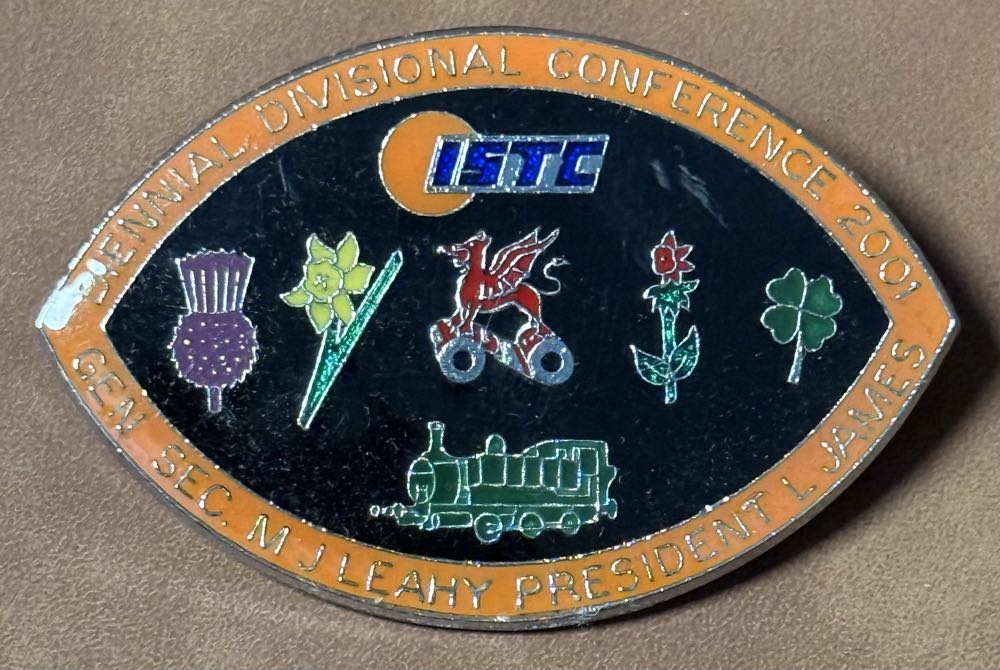 BIENNIAL DIVISIONAL CONFERENCE 2001
ISTC
GEN SEC. M J LEAHY PRESIDENT L JAMES